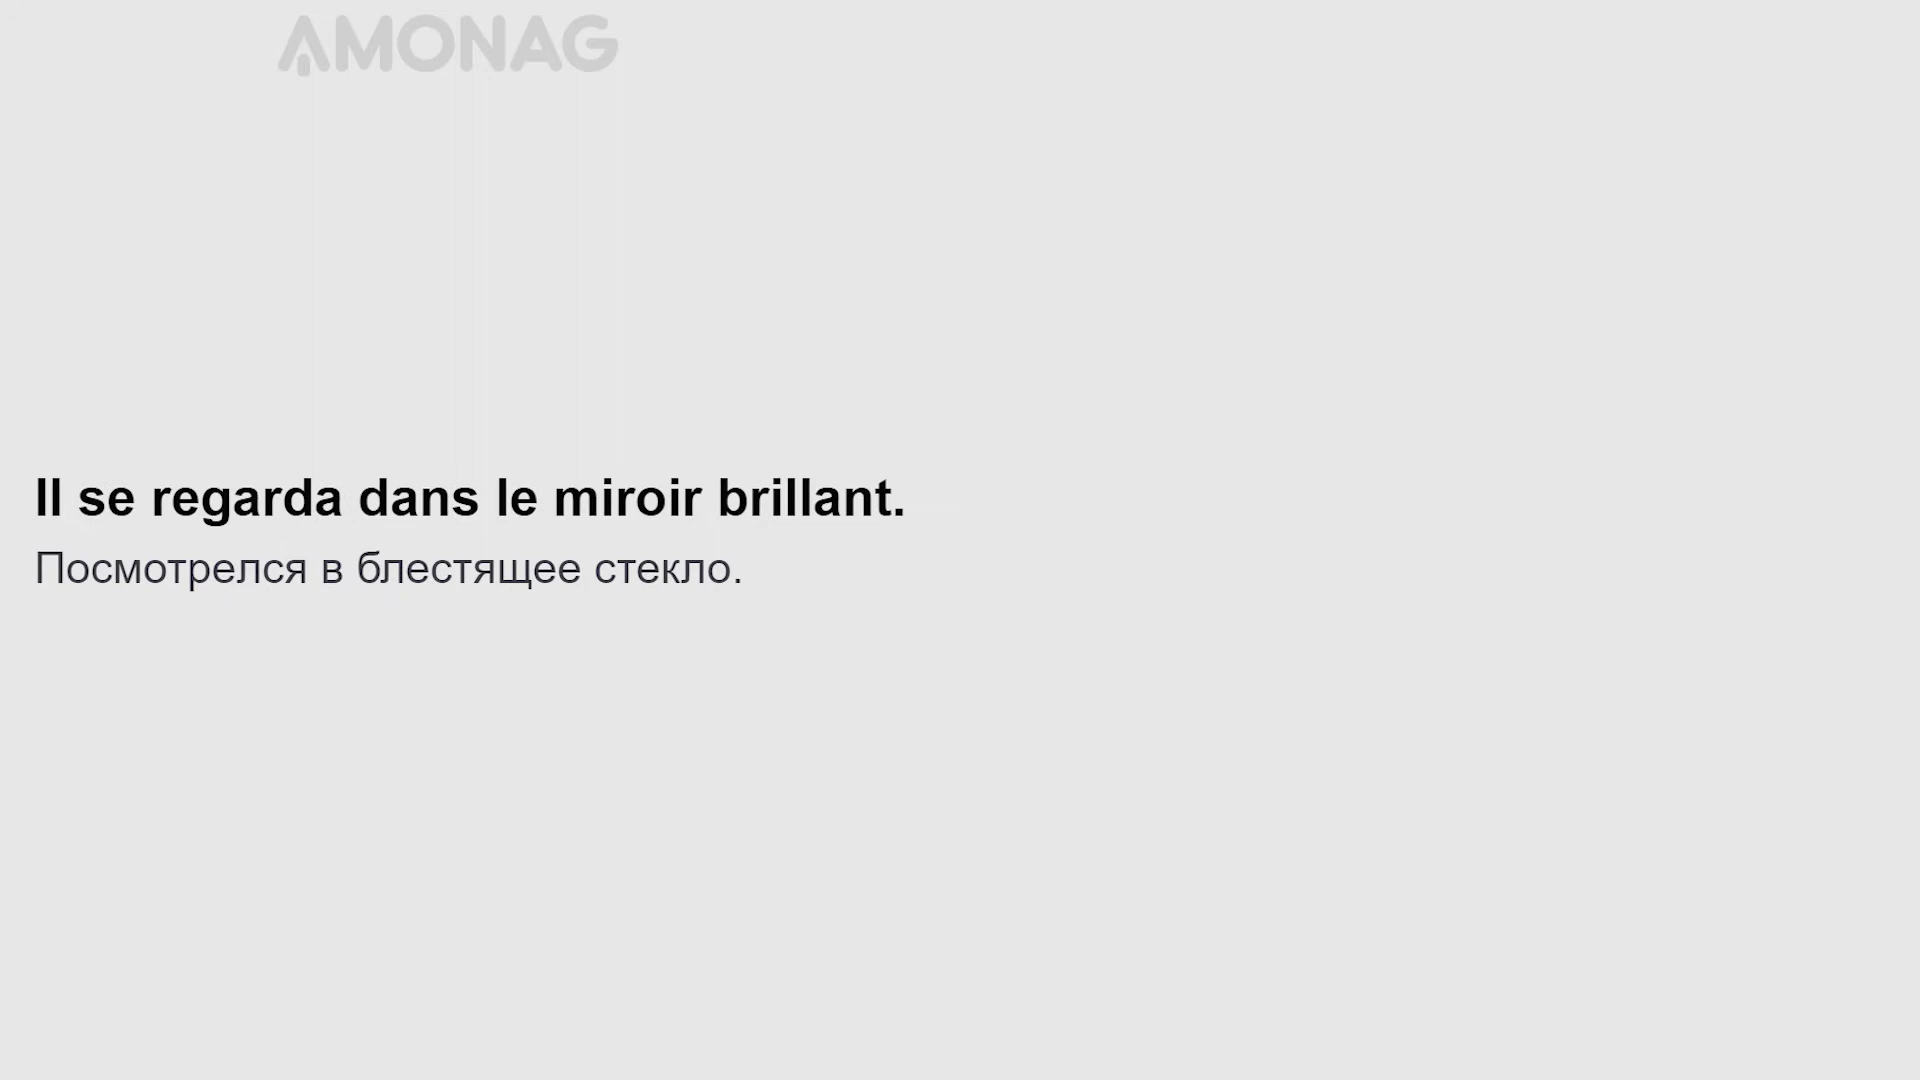 AMONAG
Il se regarda dans le miroir brillant.
Посмотрелся в блестящее стекло.